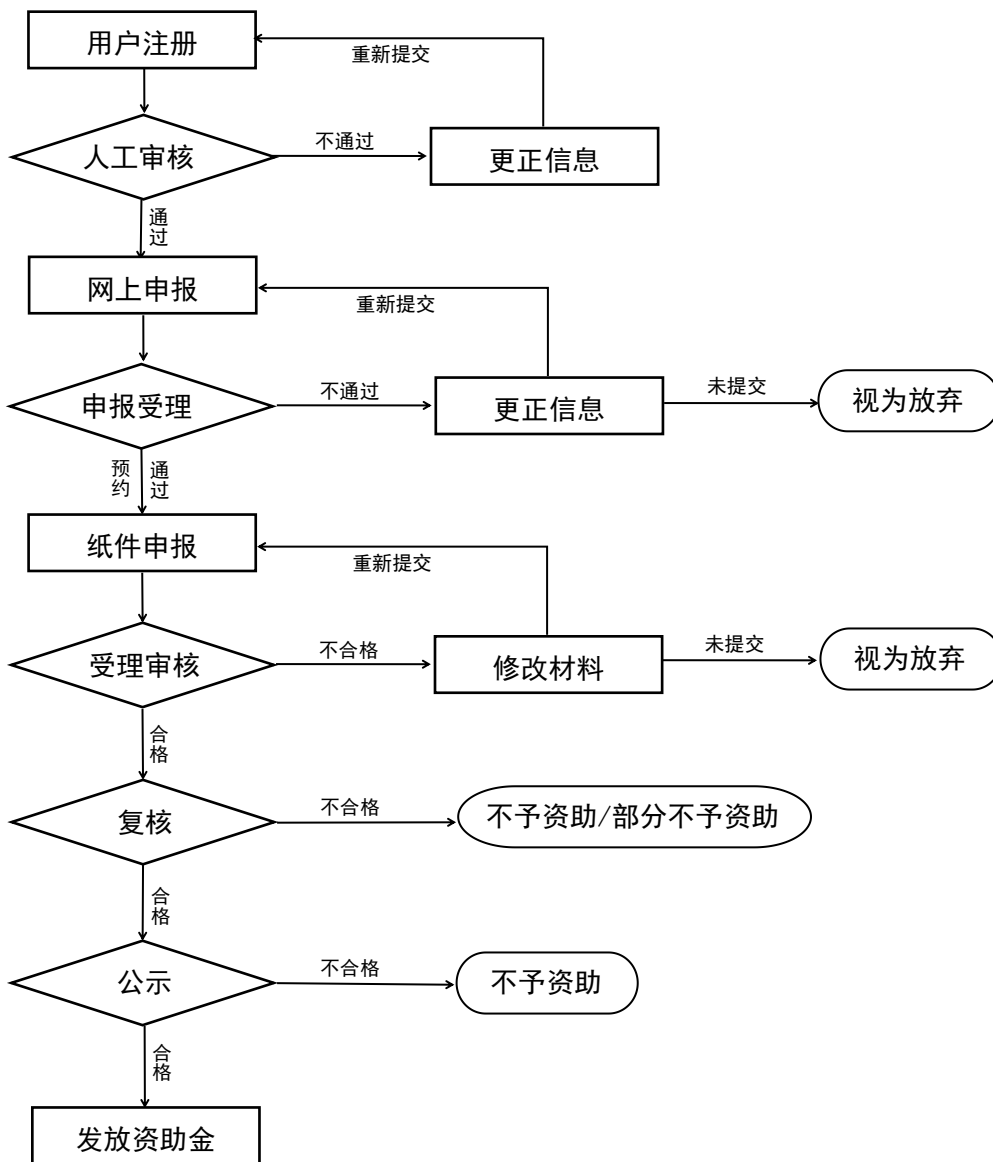 用户注册
重新提交
人工审核
不通过
更正信息
通过
网上申报
重新提交
申报受理
不通过
更正信息
未提交
视为放弃
预约
通过
纸件申报
重新提交
受理审核
不合格
修改材料
未提交
视为放弃
合格
复核
不合格
不予资助/部分不予资助
合格
公示
不合格
不予资助
合格
发放资助金